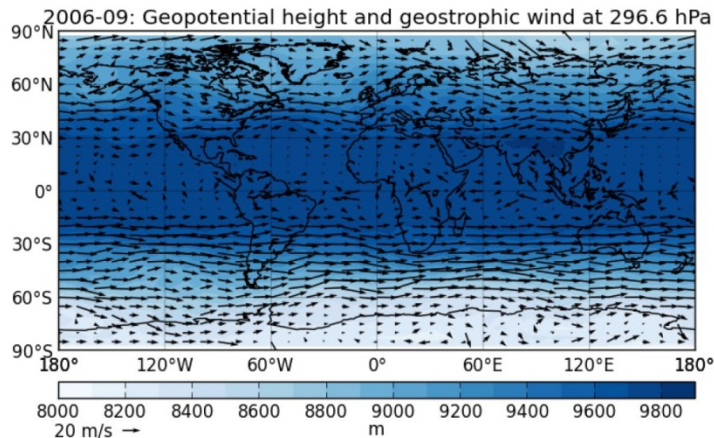 2006-09: Geopotential height and geostrophic wind at 296.6 hPa
90°N
60°N
30°N
0°
30°S
60°S
90°S
180° 120°W 60°W 0° 60°E 120°E 180°
8000 8200 8400 8600 8800 9000 9200 9400 9600 9800
20 m/s → m